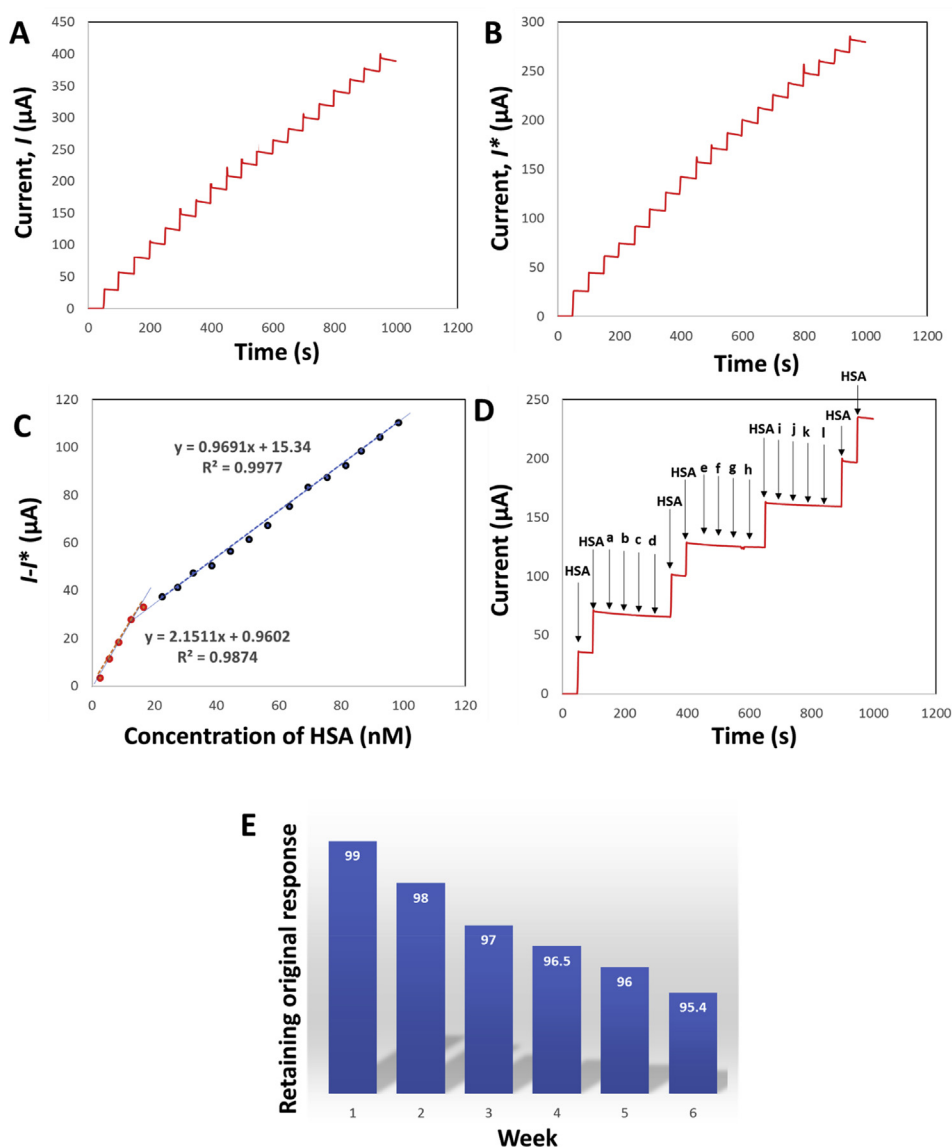 A
Current, I (µA)
450
400
350
300
250
200
150
100
50
0
0 200 400 600 800 1000 1200
Time (s)
B
Current, I* (µA)
300
250
200
150
100
50
0
0 200 400 600 800 1000 1200
Time (s)
C
I-I* (µA)
120
100
80
60
40
20
0
y = 0.9691x + 15.34
R² = 0.9977
y = 2.1511x + 0.9602
R² = 0.9874
0 20 40 60 80 100 120
Concentration of HSA (nM)
D
Current (µA)
250
200
150
100
50
0
HSA
HSA a b c d
HSA
HSA e f g h
HSA i j k l
HSA
HSA
0 200 400 600 800 1000 1200
Time (s)
E
Retaining original response
99
98
97
96.5
96
95.4
1 2 3 4 5 6
Week